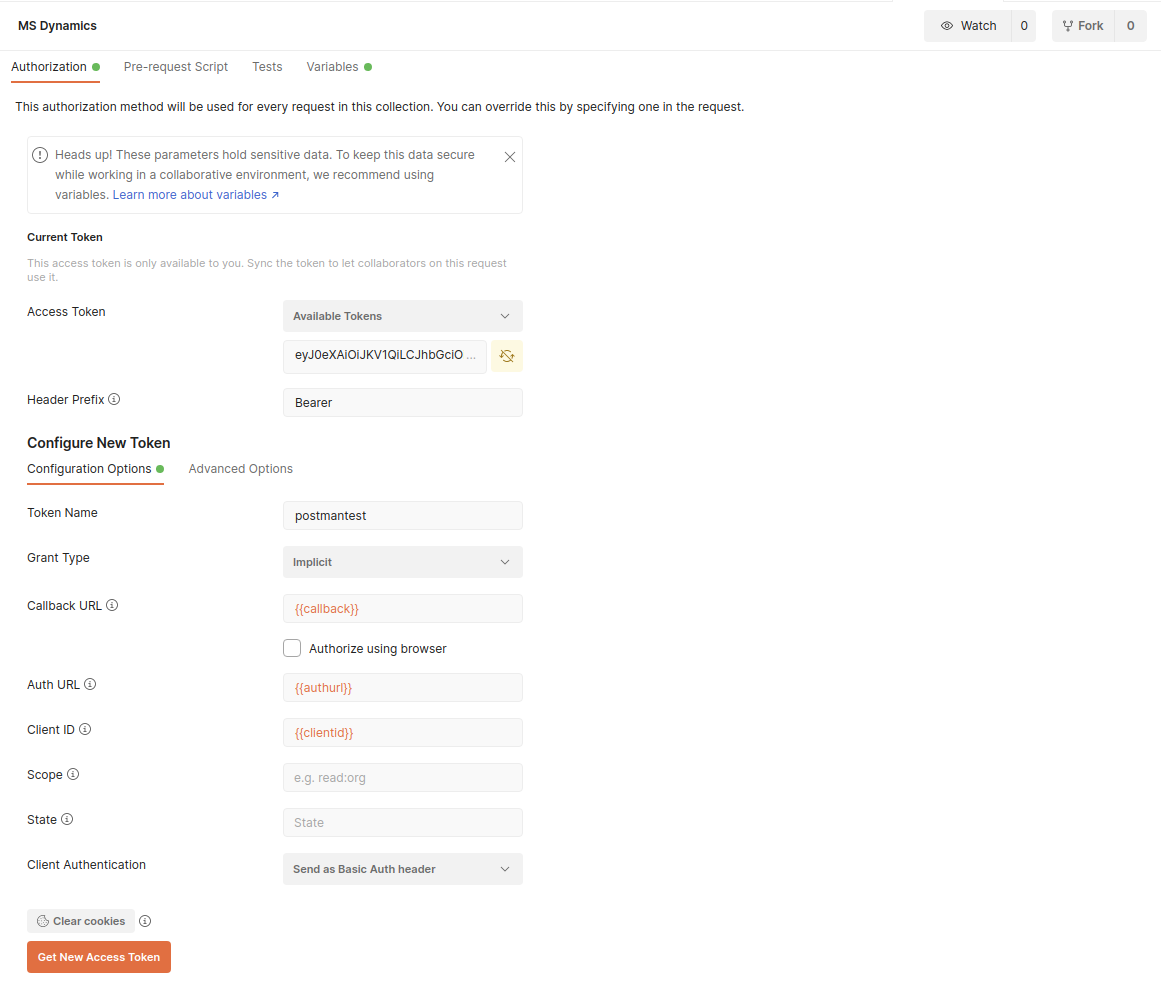 MS Dynamics
Watch 0
Fork 0
Authorization Pre-request Script Tests Variables
This authorization method will be used for every request in this collection. You can override this by specifying one in the request.
Heads up! These parameters hold sensitive data. To keep this data secure
while working in a collaborative environment, we recommend using
variables. Learn more about variables ↗
Current Token
This access token is only available to you. Sync the token to let collaborators on this request
use it.
Access Token
Available Tokens
eyJ0eXAiOiJKV1QiLCJhbGciO ...
Header Prefix
Bearer
Configure New Token
Configuration Options Advanced Options
Token Name
postmantest
Grant Type
Implicit
Callback URL
{{callback}}
Authorize using browser
Auth URL
{{authurl}}
Client ID
{{clientid}}
Scope
e.g. read:org
State
State
Client Authentication
Send as Basic Auth header
Clear cookies
Get New Access Token